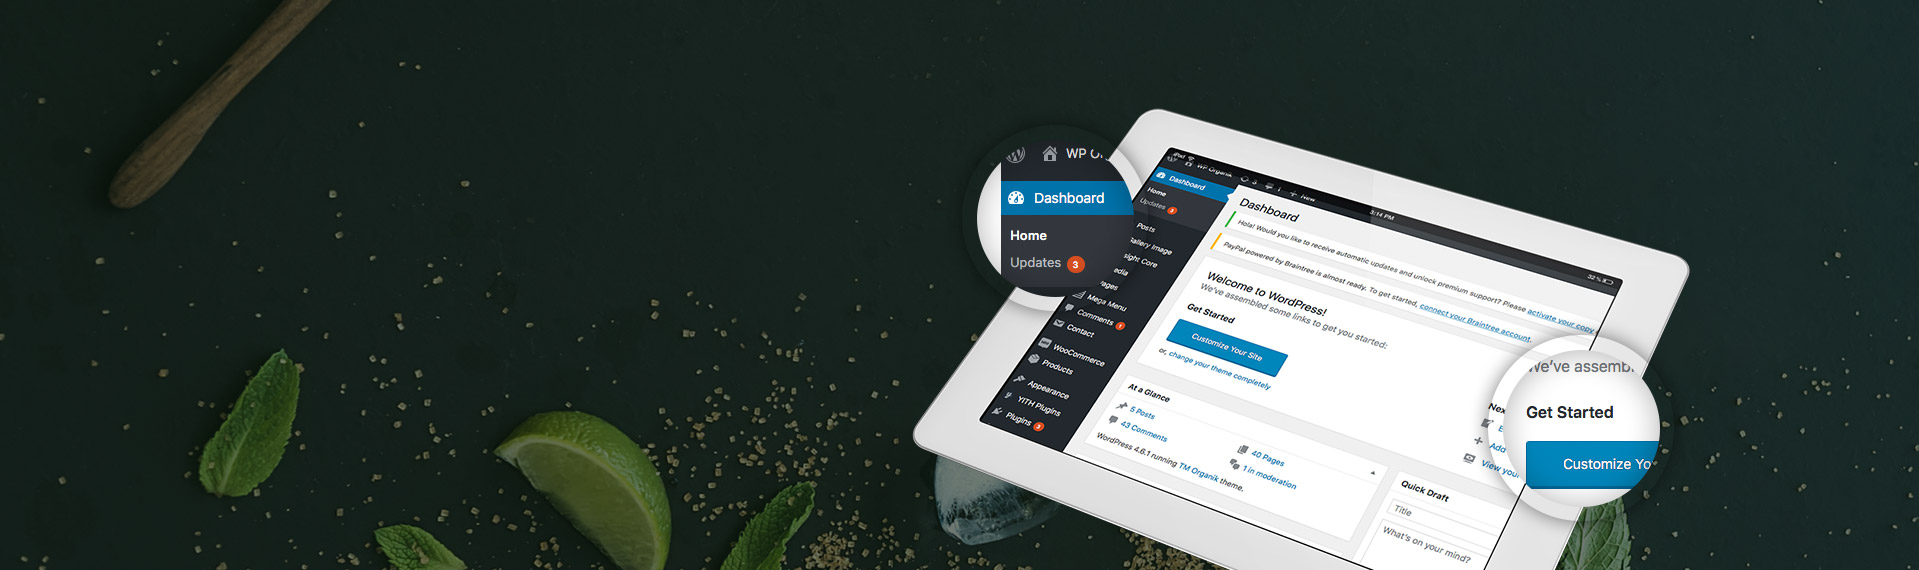 WP
Dashboard
Home
Updates 3
iPad
WP Organik 3 1 New
3:14 PM
32 %
Dashboard
Home
Updates 3
Posts
Gallery Image
Insight Core
Media
Pages
Mega Menu
Comments 1
Contact
WooCommerce
Products
Appearance
YITH Plugins
Plugins 3
Dashboard
Hola! Would you like to receive automatic updates and unlock premium support? Please activate your copy
PayPal powered by Braintree is almost ready. To get started, connect your Braintree account.
Welcome to WordPress!
We've assembled some links to get you started:
Get Started
Customize Your Site
or, change your theme completely
Nex
Add
View your
At a Glance
5 Posts
40 Pages
43 Comments
1 in moderation
WordPress 4.6.1 running TM Organik theme.
Quick Draft
Title
What's on your mind?
We've assembl
Get Started
Customize Yo